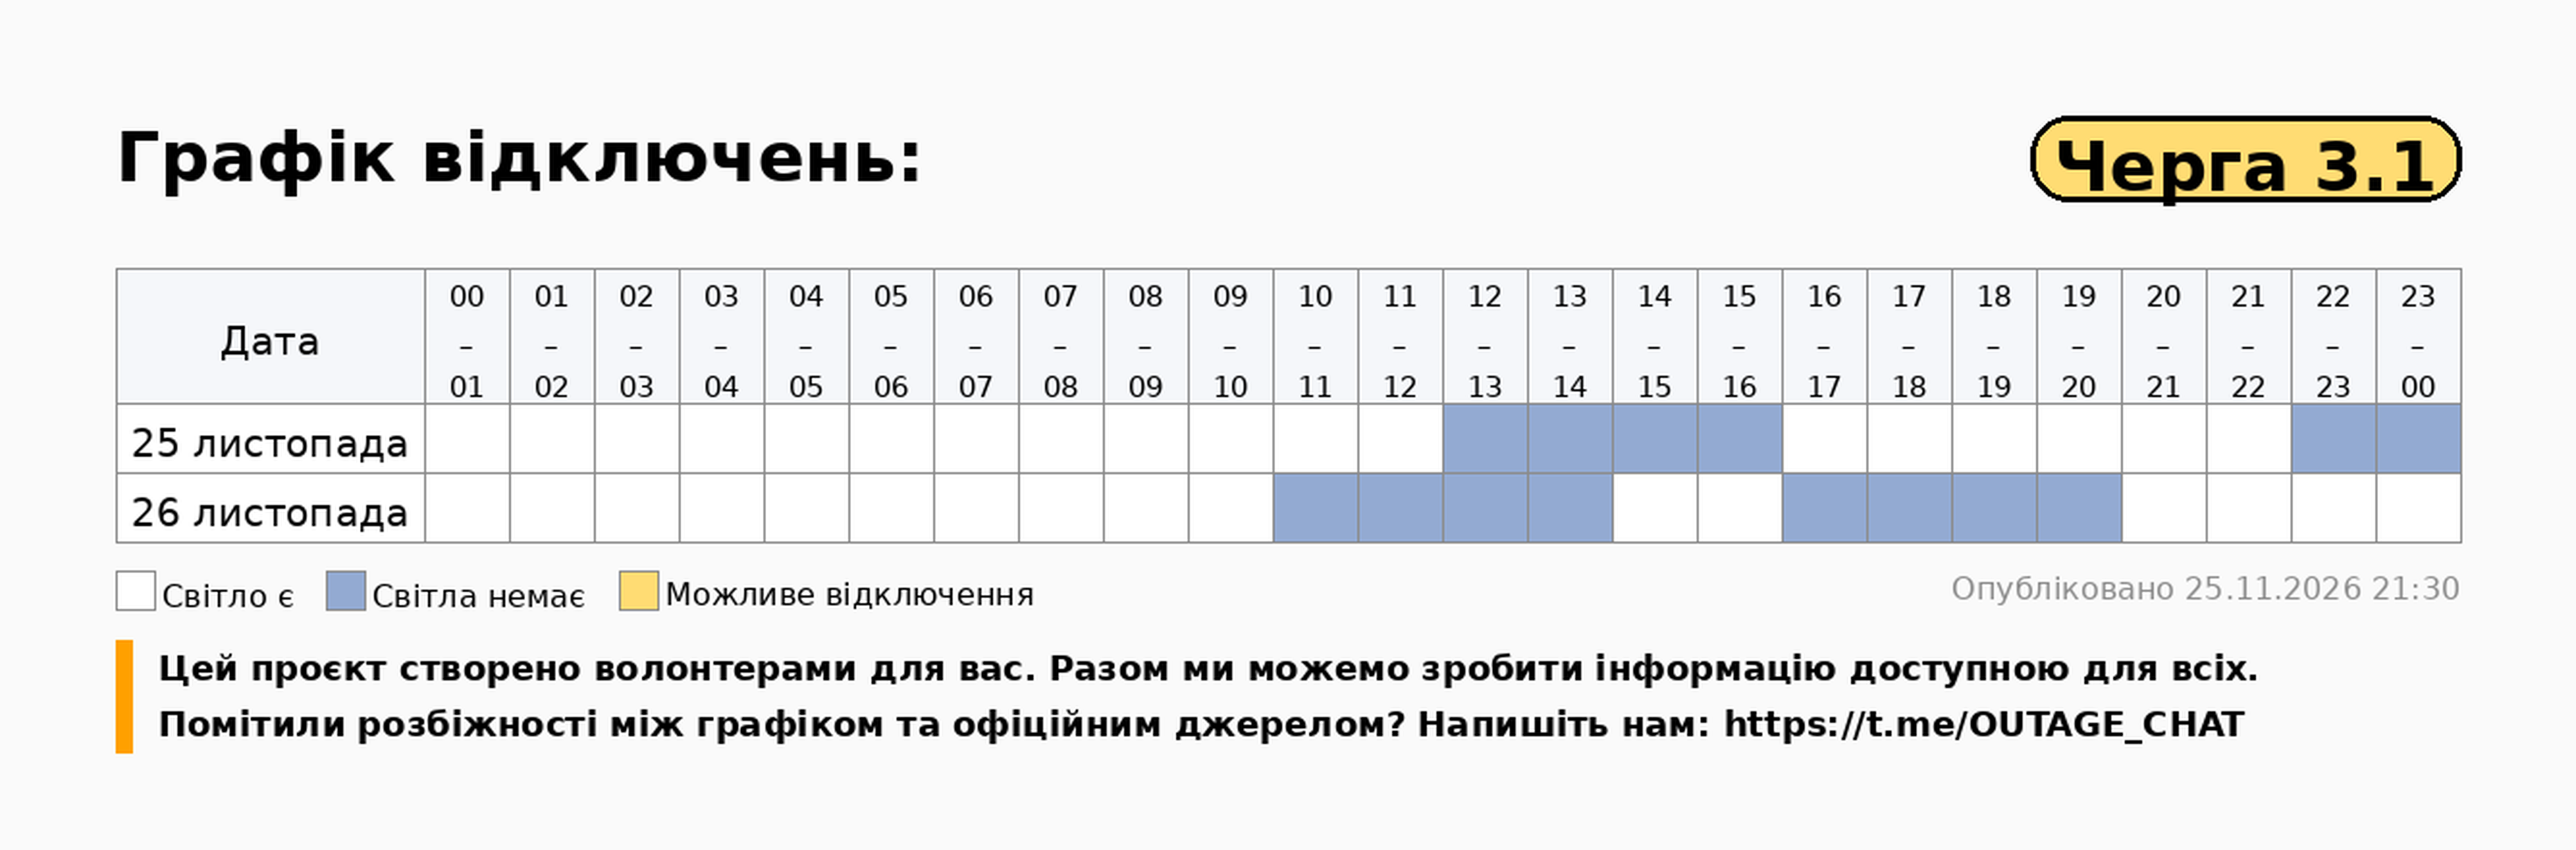 Графік відключень:
Черга 3.1
Дата 00 – 01 01 – 02 02 – 03 03 – 04 04 – 05 05 – 06 06 – 07 07 – 08 08 – 09 09 – 10 10 – 11 11 – 12 12 – 13 13 – 14 14 – 15 15 – 16 16 – 17 17 – 18 18 – 19 19 – 20 20 – 21 21 – 22 22 – 23 23 – 00
25 листопада
26 листопада
Світло є Світла немає Можливе відключення
Опубліковано 25.11.2026 21:30
Цей проєкт створено волонтерами для вас. Разом ми можемо зробити інформацію доступною для всіх.
Помітили розбіжності між графіком та офіційним джерелом? Напишіть нам: https://t.me/OUTAGE_CHAT